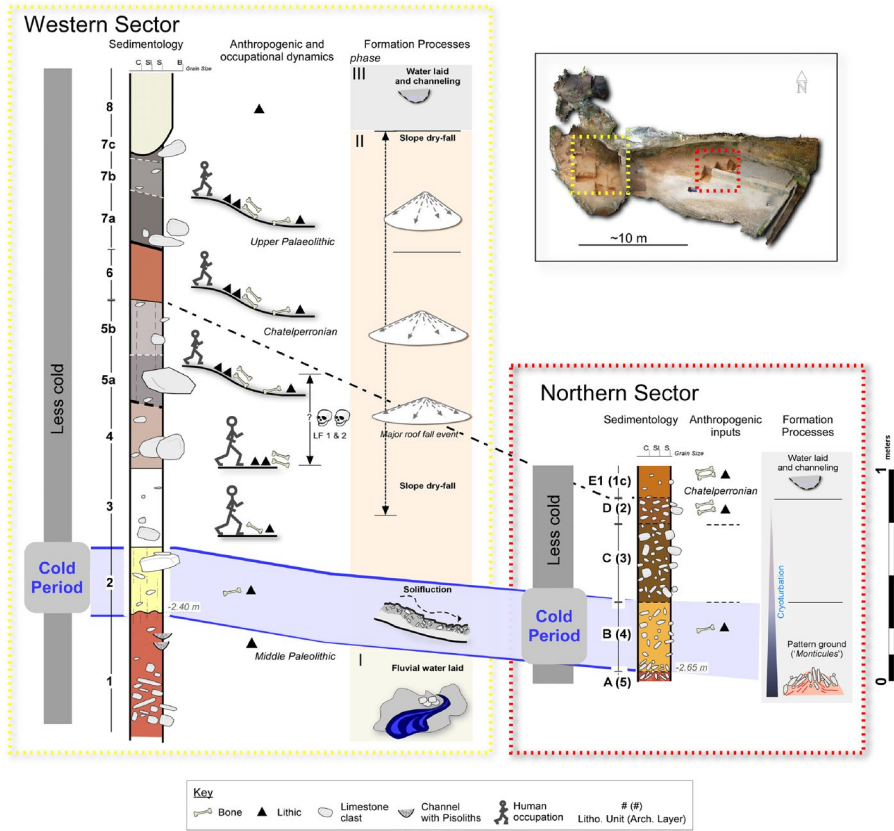 Western Sector
Sedimentology
C SI S B
Grain Size
Anthropogenic and
occupational dynamics
Formation Processes
phase
III
Water laid
and channeling
II
Slope dry-fall
8
7c
7b
7a
Upper Palaeolithic
6
Chatelperronian
5b
5a
?
LF 1 & 2
Major roof fall event
4
Slope dry-fall
3
Less cold
Cold
Period
2
-2.40 m
Solifluction
Middle Paleolithic
I
Fluvial water laid
1
N
~10 m
Northern Sector
Sedimentology
C SI S
Grain Size
Anthropogenic
inputs
Formation
Processes
Water laid
and channeling
E1 (1c)
Chatelperronian
D (2)
Less cold
C (3)
Cryoturbation
Cold
Period
B (4)
Pattern ground
('Monticules')
-2.65 m
A (5)
1
meters
0
Key
Bone
Lithic
Limestone
clast
Channel
with Pisoliths
Human
occupation
# (#)
Litho. Unit (Arch. Layer)